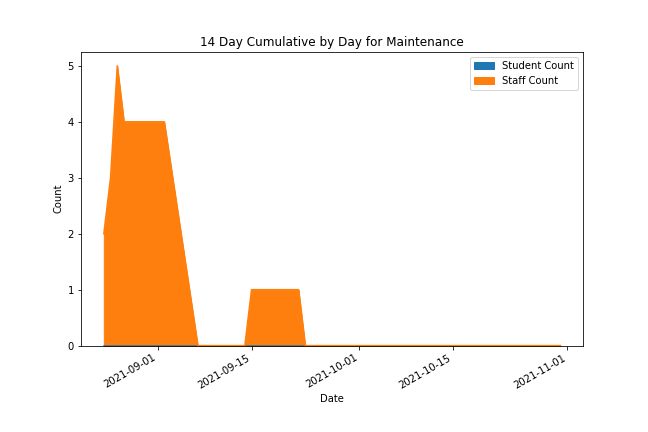 14 Day Cumulative by Day for Maintenance
Student Count
Staff Count
5
4
3
2
1
0
Count
2021-09-01
2021-09-15
2021-10-01
2021-10-15
2021-11-01
Date